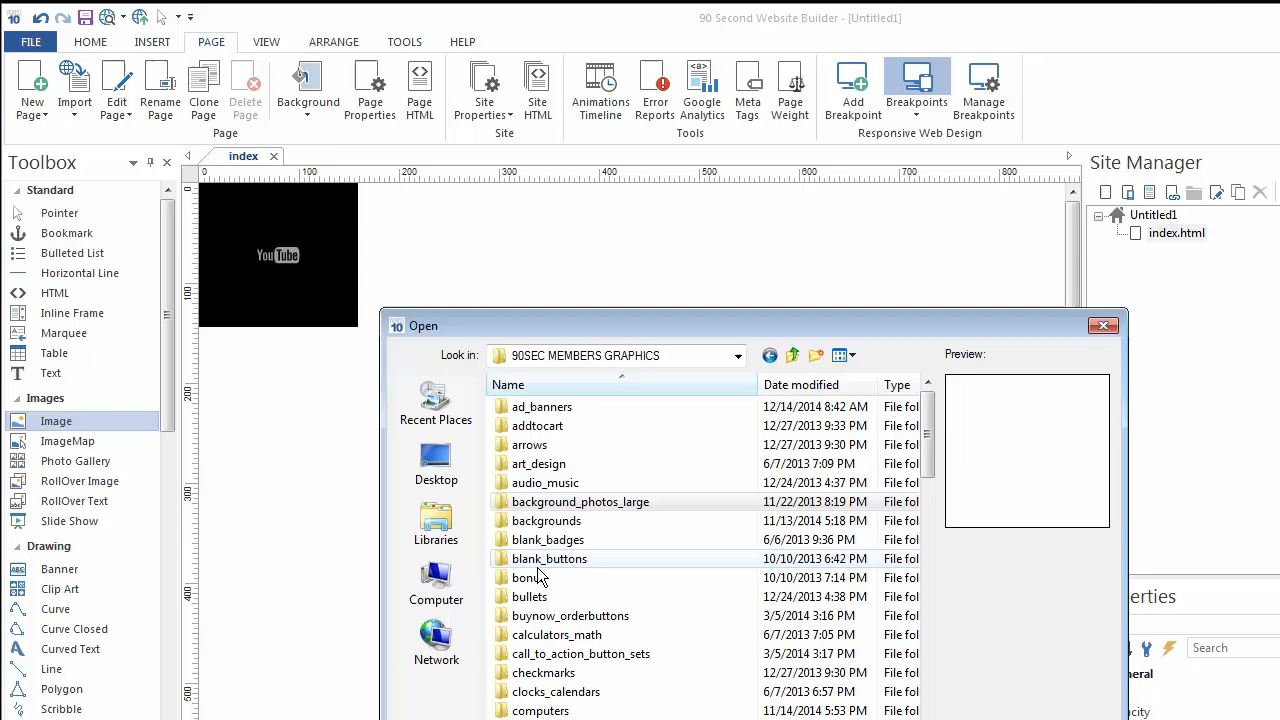 90 Second Website Builder - [Untitled1]
FILE HOME INSERT PAGE VIEW ARRANGE TOOLS HELP
New Page Import Edit Page Rename Page Clone Page Delete Page Background Page Properties Page HTML Site Properties Site HTML Animations Timeline Error Reports Google Analytics Meta Tags Page Weight Add Breakpoint Breakpoints Manage Breakpoints
Page Site Tools Responsive Web Design
Toolbox
index
Site Manager
0 100 200 300 400 500 600 700 800
Standard
Pointer
Bookmark
Bulleted List
Horizontal Line
HTML
Inline Frame
Marquee
Table
Text
Images
Image
ImageMap
Photo Gallery
RollOver Image
RollOver Text
Slide Show
Drawing
Banner
Clip Art
Curve
Curve Closed
Curved Text
Line
Polygon
Scribble
0
100
200
300
400
500
YouTube
Untitled1
index.html
10 Open
Look in: 90SEC MEMBERS GRAPHICS
Preview:
Recent Places
Desktop
Libraries
Computer
Network
Name Date modified Type
ad_banners 12/14/2014 8:42 AM File fol
addtocart 12/27/2013 9:33 PM File fol
arrows 12/27/2013 9:30 PM File fol
art_design 6/7/2013 7:09 PM File fol
audio_music 12/24/2013 4:37 PM File fol
background_photos_large 11/22/2013 8:19 PM File fol
backgrounds 11/13/2014 5:18 PM File fol
blank_badges 6/6/2013 9:36 PM File fol
blank_buttons 10/10/2013 6:42 PM File fol
10/10/2013 7:14 PM File fol
bullets 12/24/2013 4:38 PM File fol
buynow_orderbuttons 3/5/2014 3:16 PM File fol
calculators_math 6/7/2013 7:05 PM File fol
call_to_action_button_sets 3/5/2014 3:17 PM File fol
checkmarks 12/27/2013 9:30 PM File fol
clocks_calendars 6/7/2013 6:57 PM File fol
computers 11/14/2014 5:53 PM File fol
erties
Search
neral
acity